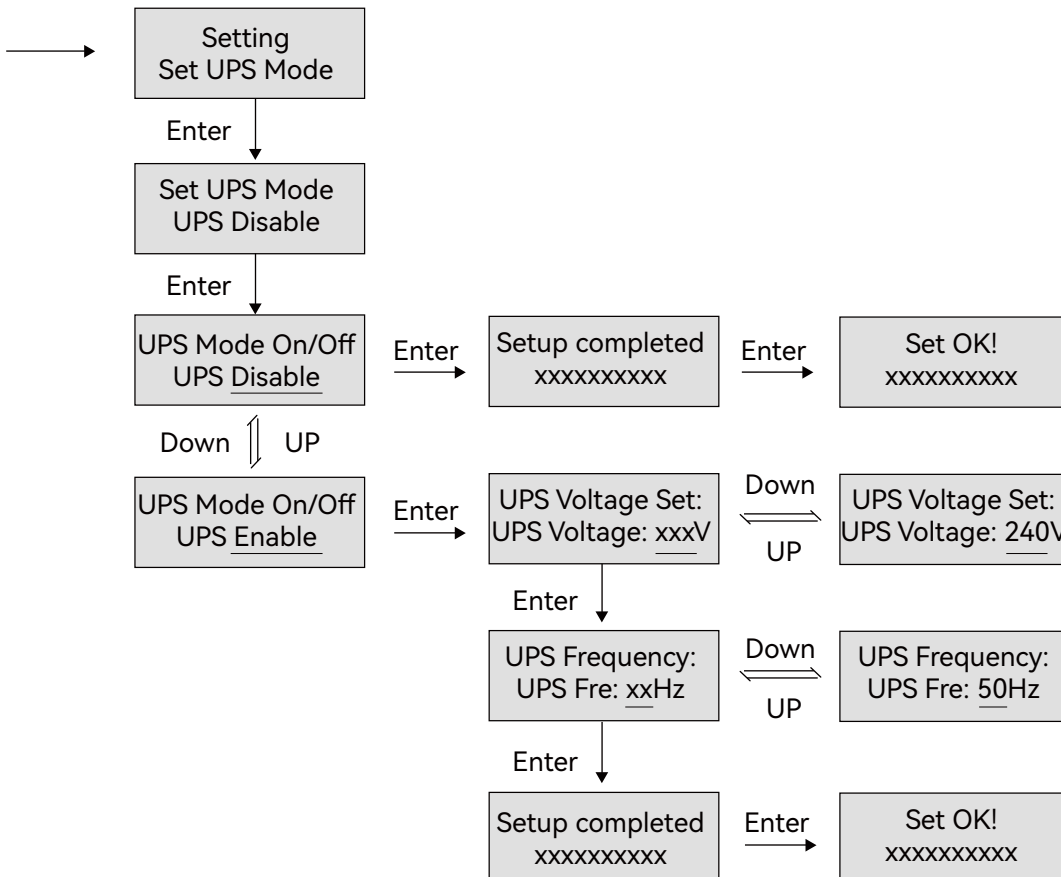 Setting
Set UPS Mode
Enter
Set UPS Mode
UPS Disable
Enter
UPS Mode On/Off
UPS Disable
Enter
Setup completed
xxxxxxxxxx
Enter
Set OK!
xxxxxxxxxx
Down
UP
UPS Mode On/Off
UPS Enable
Enter
UPS Voltage Set:
UPS Voltage: xxxV
Down
UP
UPS Voltage Set:
UPS Voltage: 240V
Enter
UPS Frequency:
UPS Fre: xxHz
Down
UP
UPS Frequency:
UPS Fre: 50Hz
Enter
Setup completed
xxxxxxxxxx
Enter
Set OK!
xxxxxxxxxx